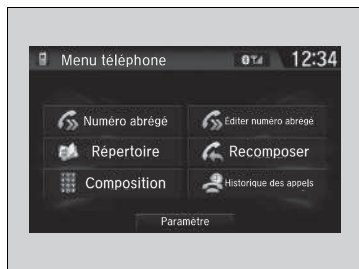 Menu téléphone 12:34
Numéro abrégé Éditer numéro abrégé
Répertoire Recomposer
Composition Historique des appels
Paramètre